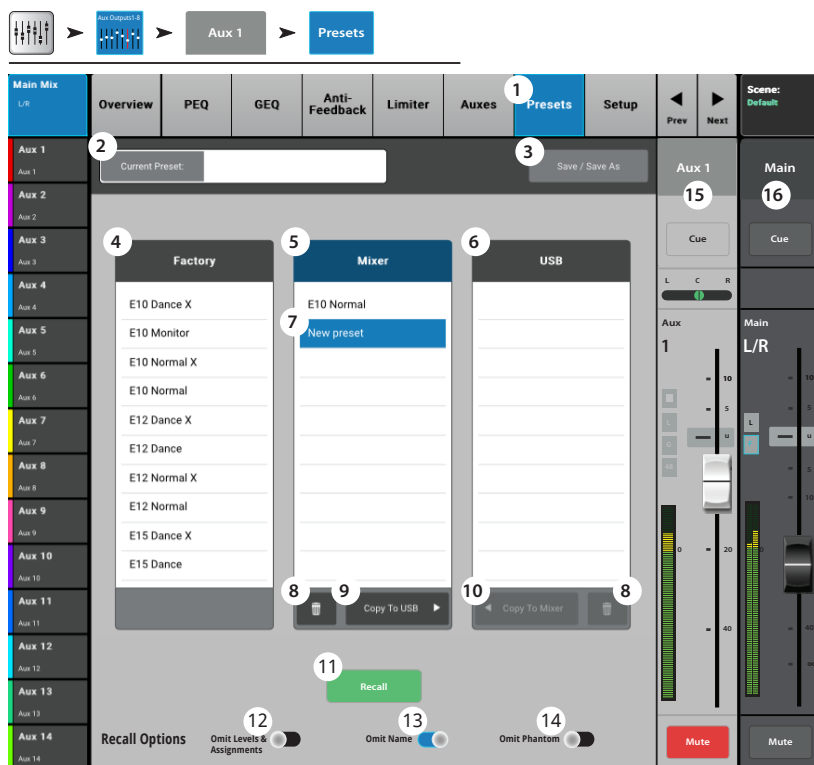 Aux Outputs1-8
Aux 1
Presets
Main Mix
L/R
Overview
PEQ
GEQ
Anti-
Feedback
Limiter
Auxes
1
Presets
Setup
Prev
Next
Scene:
Default
2
Current Preset:
3
Save / Save As
Aux 1
Aux 1
Aux 2
Aux 2
Aux 3
Aux 3
Aux 4
Aux 4
Aux 5
Aux 5
Aux 6
Aux 6
Aux 7
Aux 7
Aux 8
Aux 8
Aux 9
Aux 9
Aux 10
Aux 10
Aux 11
Aux 11
Aux 12
Aux 12
Aux 13
Aux 13
Aux 14
Aux 14
4
Factory
E10 Dance X
E10 Monitor
E10 Normal X
E10 Normal
E12 Dance X
E12 Dance
E12 Normal X
E12 Normal
E15 Dance X
E15 Dance
5
Mixer
E10 Normal
7
New preset
8
9
Copy To USB
6
USB
10
Copy To Mixer
8
11
Recall
Recall Options
12
Omit Levels &
Assignments
13
Omit Name
14
Omit Phantom
Aux 1
15
Cue
L C R
Aux
1
10
5
U
L
0
20
40
Mute
Main
16
Cue
Main
L/R
10
5
L
U
5
10
0
20
40
∞
Mute